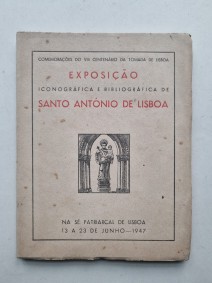 COMEMORAÇÕES DO VIII CENTENÁRIO DA TOMADA DE LISBOA
EXPOSIÇÃO
ICONOGRÁFICA E BIBLIOGRÁFICA DE
SANTO ANTÓNIO DE LISBOA
NA SÉ PATRIARCAL DE LISBOA
13 A 23 DE JUNHO—1947